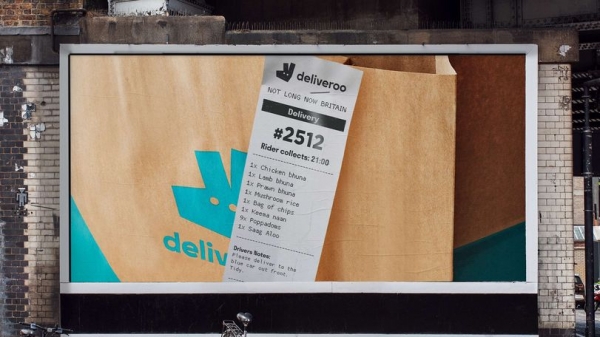 deliveroo
NOT LONG NOW BRITAIN
Delivery
#2512
Rider collects: 21:00
1x Chicken bhuna
1x Lamb bhuna
1x Prawn bhuna
1x Mushroom rice
1x Bag of chips
1x Keema naan
9x Poppadoms
1x Saag Aloo
Drivers Notes:
Please deliver to the
blue car out front.
Tidy.
deliv